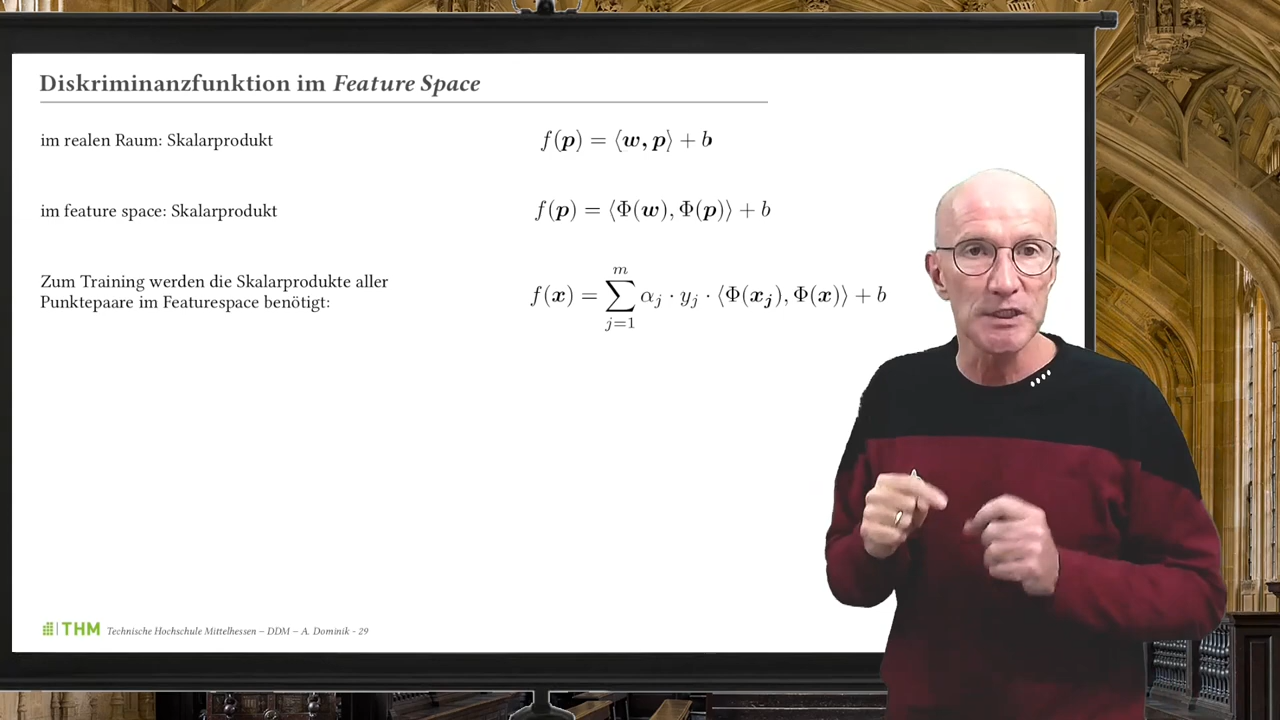 Diskriminanzfunktion im Feature Space
im realen Raum: Skalarprodukt
f(p) = ⟨w, p⟩ + b
im feature space: Skalarprodukt
f(p) = ⟨Φ(w), Φ(p)⟩ + b
Zum Training werden die Skalarprodukte aller
Punktepaare im Featurespace benötigt:
f(x) = ∑_{j=1}^{m} α_j · y_j · ⟨Φ(x_j), Φ(x)⟩ + b
THM Technische Hochschule Mittelhessen – DDM – A. Dominik - 29